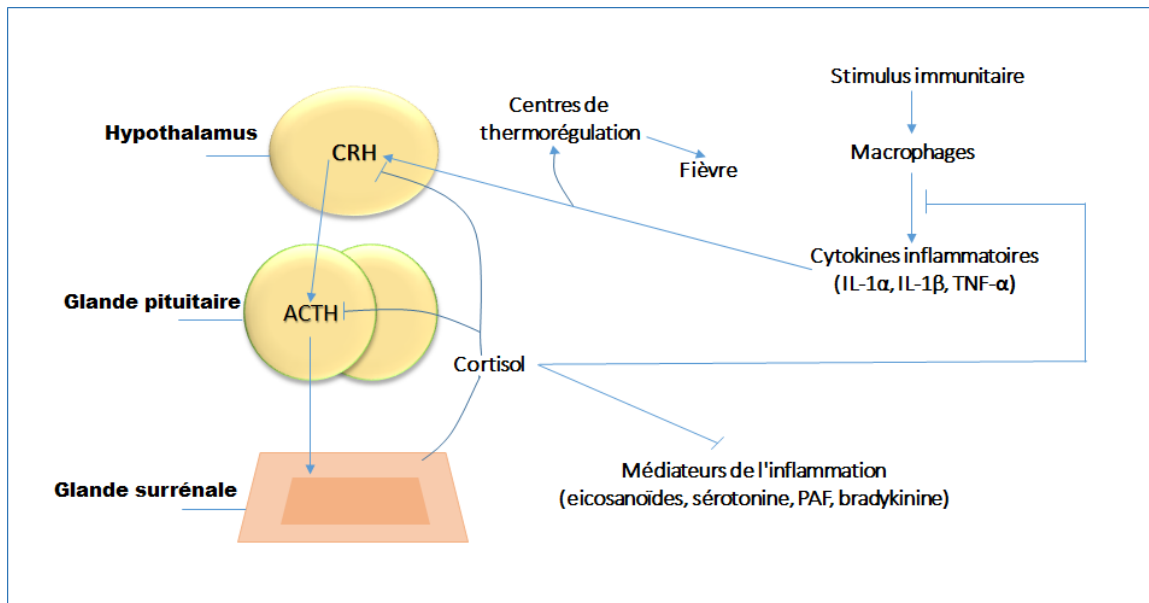 Stimulus immunitaire
Centres de
thermorégulation
Hypothalamus
CRH
Macrophages
Fièvre
Cytokines inflammatoires
(IL-1α, IL-1β, TNF-α)
Glande pituitaire
ACTH
Cortisol
Médiateurs de l'inflammation
(eicosanoïdes, sérotonine, PAF, bradykinine)
Glande surrénale